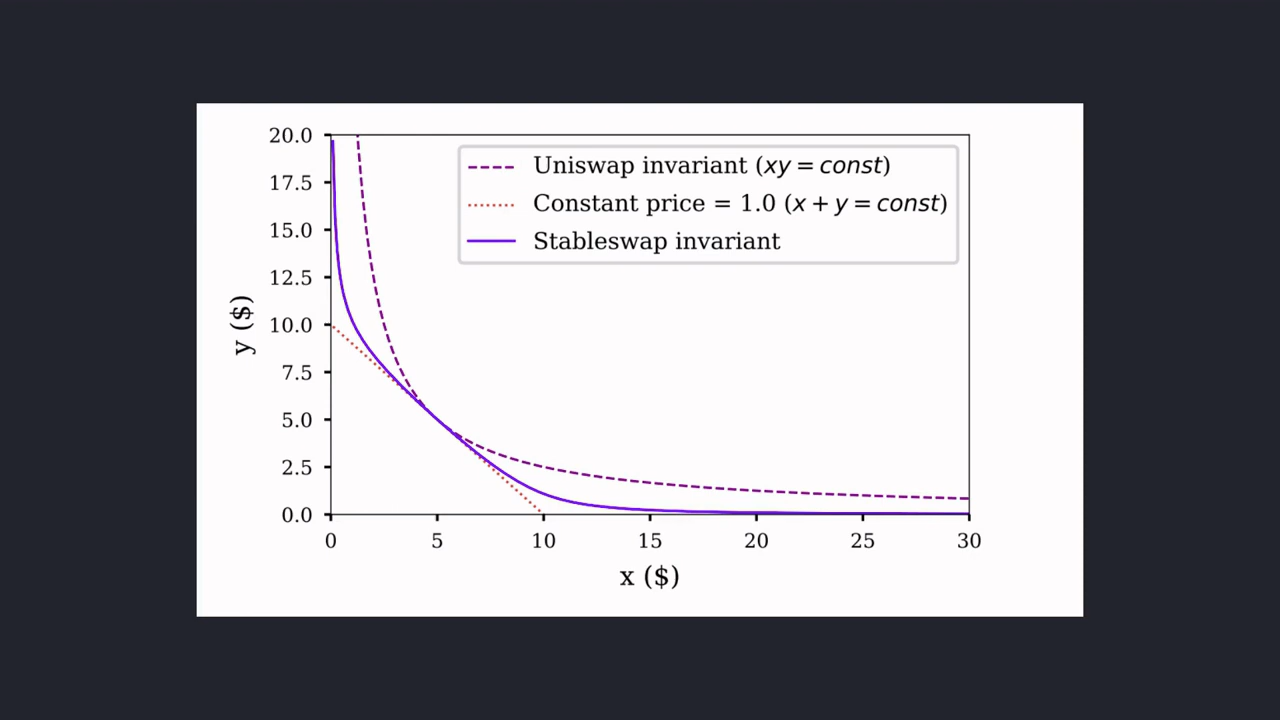 20.0
17.5
15.0
12.5
10.0
7.5
5.0
2.5
0.0
y ($)
Uniswap invariant (xy = const)
Constant price = 1.0 (x + y = const)
Stableswap invariant
0 5 10 15 20 25 30
x ($)